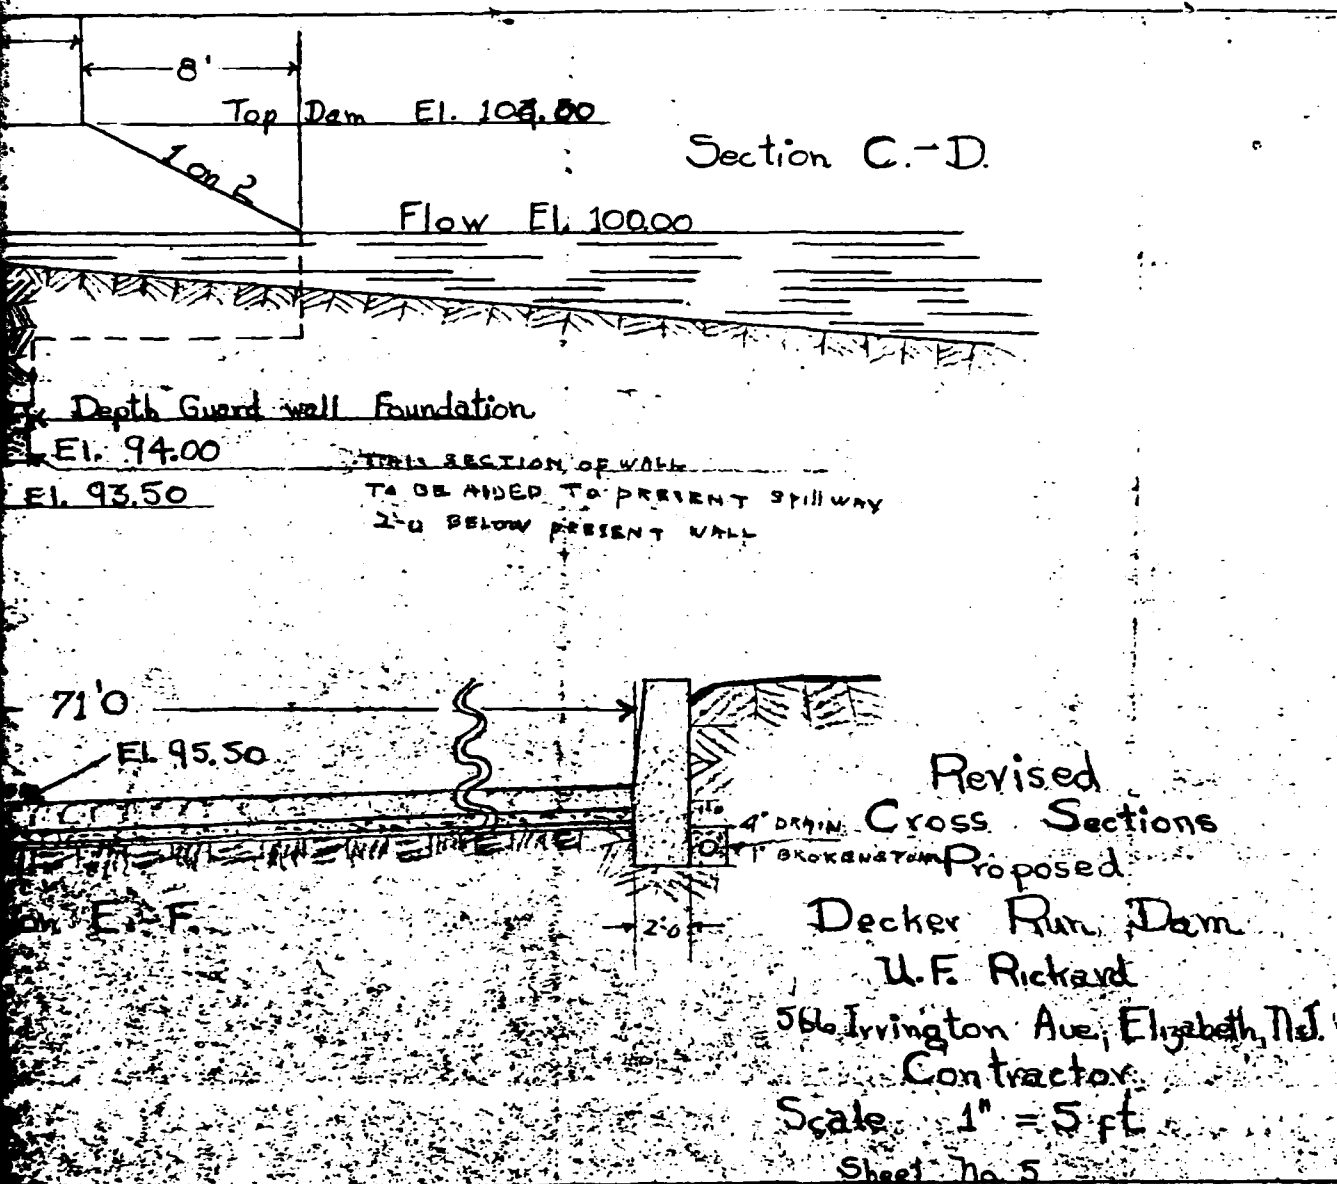 8'
Top Dam El.
1 on 2
Section C.-D.
Flow El. 100.00
Depth Guard wall Foundation
El. 94.00
El. 93.50
THIS SECTION OF WALL
TO BE ADDED TO PRESENT SPillWAY
2'-0 BELOW PRESENT WALL
71'0
El. 95.50
E-F.
4" DRAIN
1" BROKEN STONE
2'-0
Revised
Cross Sections
Proposed
Decker Run Dam
U.F. Rickard
566 Irvington Ave, Elizabeth, N.J.
Contractor
Scale 1" = 5 ft
Sheet No. 5